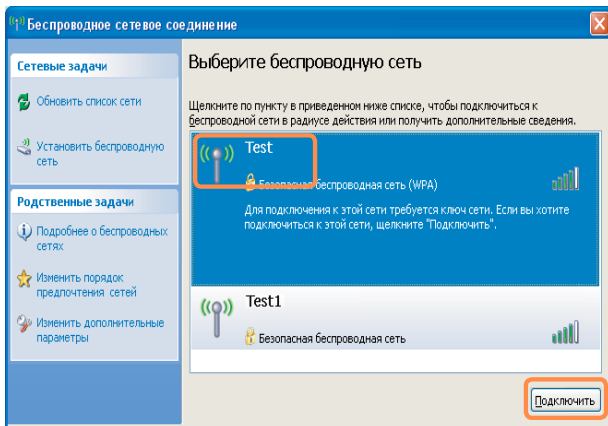 Беспроводное сетевое соединение
Сетевые задачи
Обновить список сети
Установить беспроводную
сеть
Родственные задачи
Подробнее о беспроводных
сетях
Изменить порядок
предпочтения сетей
Изменить дополнительные
параметры
Выберите беспроводную сеть
Щелкните по пункту в приведенном ниже списке, чтобы подключиться к
беспроводной сети в радиусе действия или получить дополнительные сведения.
Test
Безопасная беспроводная сеть (WPA)
Для подключения к этой сети требуется ключ сети. Если вы хотите
подключиться к этой сети, щелкните "Подключить".
Test1
Безопасная беспроводная сеть
Подключить